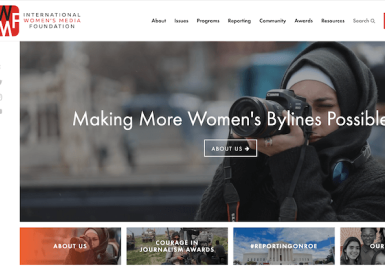 INTERNATIONAL
WOMEN'S MEDIA
FOUNDATION
About Issues Programs Reporting Community Awards Resources Search
Making More Women's Bylines Possible
ABOUT US →
ABOUT US
COURAGE IN
JOURNALISM AWARDS
#REPORTINGONROE
OUR